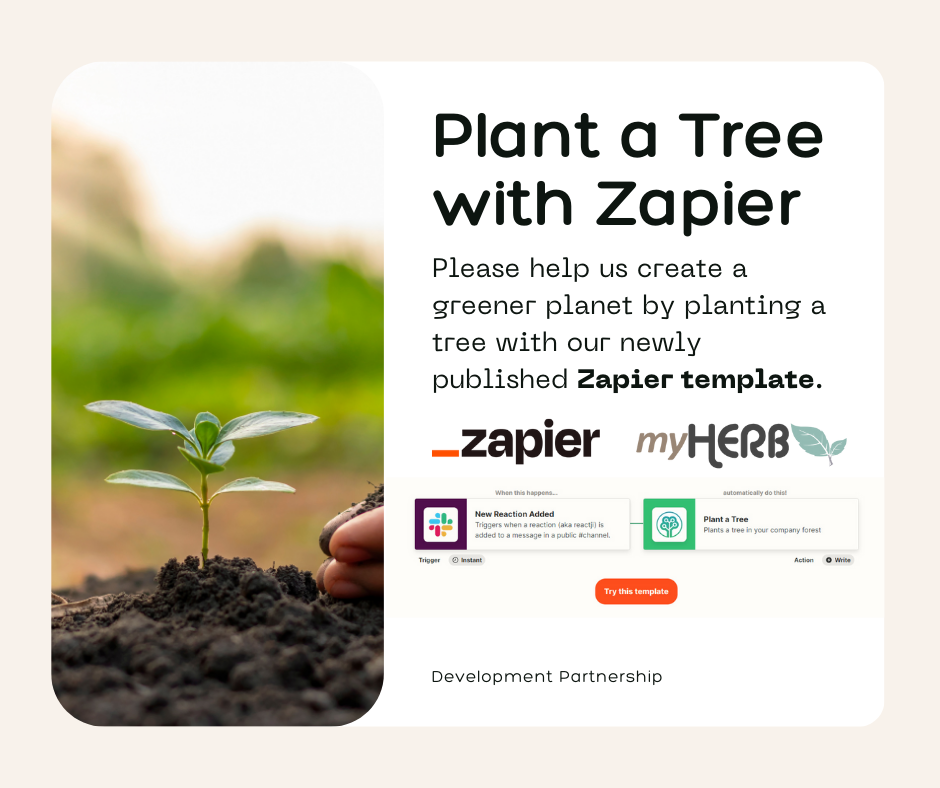 Plant a Tree
with Zapier
Please help us create a
greener planet by planting a
tree with our newly
published Zapier template.
_zapier
myHERB
When this happens...
automatically do this!
New Reaction Added
Triggers when a reaction (aka reactji) is
added to a message in a public #channel.
Plant a Tree
Plants a tree in your company forest
Trigger Instant
Action Write
Try this template
Development Partnership